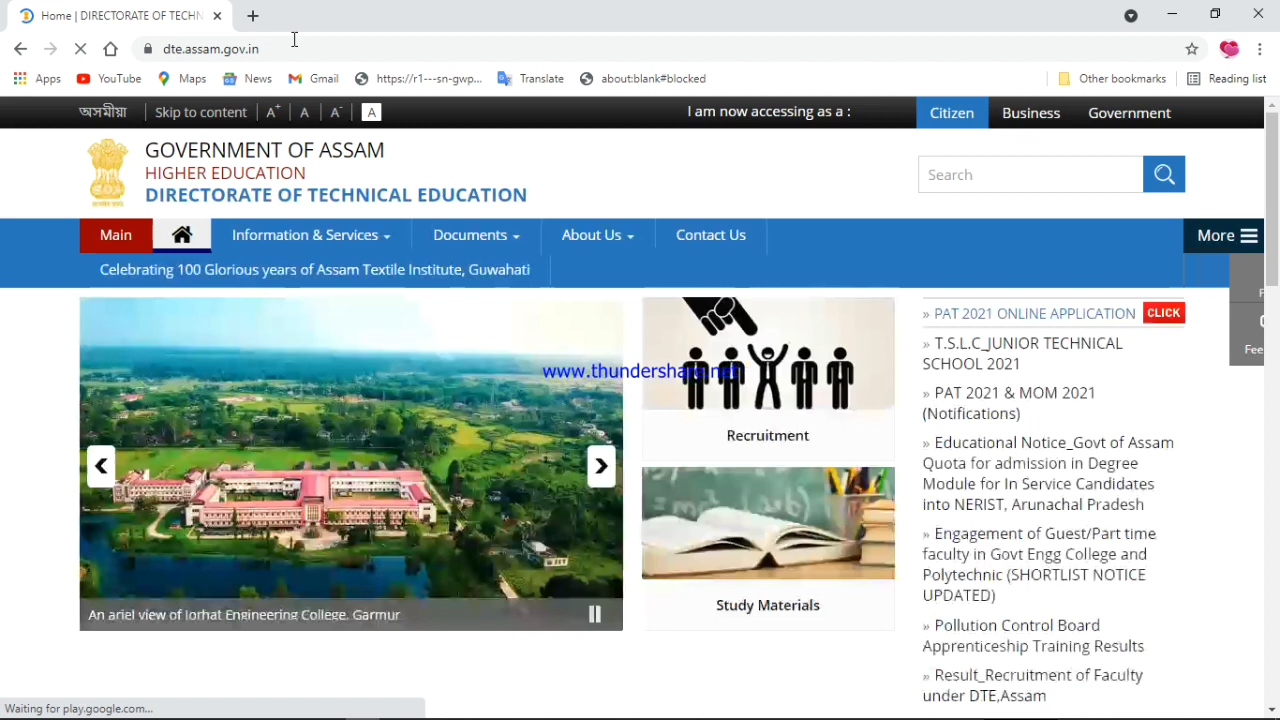 Home | DIRECTORATE OF TECHN
dte.assam.gov.in
Apps YouTube Maps News Gmail https://r1---sn-gwp... Translate about:blank#blocked Other bookmarks Reading list
অসমীয়া Skip to content A+ A A- A I am now accessing as a : Citizen Business Government
GOVERNMENT OF ASSAM
HIGHER EDUCATION
DIRECTORATE OF TECHNICAL EDUCATION
Search
Main Information & Services Documents About Us Contact Us More
Celebrating 100 Glorious years of Assam Textile Institute, Guwahati
www.thundershare.net
An ariel view of Jorhat Engineering College, Garmur
Recruitment
Study Materials
» PAT 2021 ONLINE APPLICATION CLICK
» T.S.L.C_JUNIOR TECHNICAL
SCHOOL 2021
» PAT 2021 & MOM 2021
(Notifications)
» Educational Notice_Govt of Assam
Quota for admission in Degree
Module for In Service Candidates
into NERIST, Arunachal Pradesh
» Engagement of Guest/Part time
faculty in Govt Engg College and
Polytechnic (SHORTLIST NOTICE
UPDATED)
» Pollution Control Board
Apprenticeship Training Results
» Result_Recruitment of Faculty
under DTE,Assam
Fee
Waiting for play.google.com...